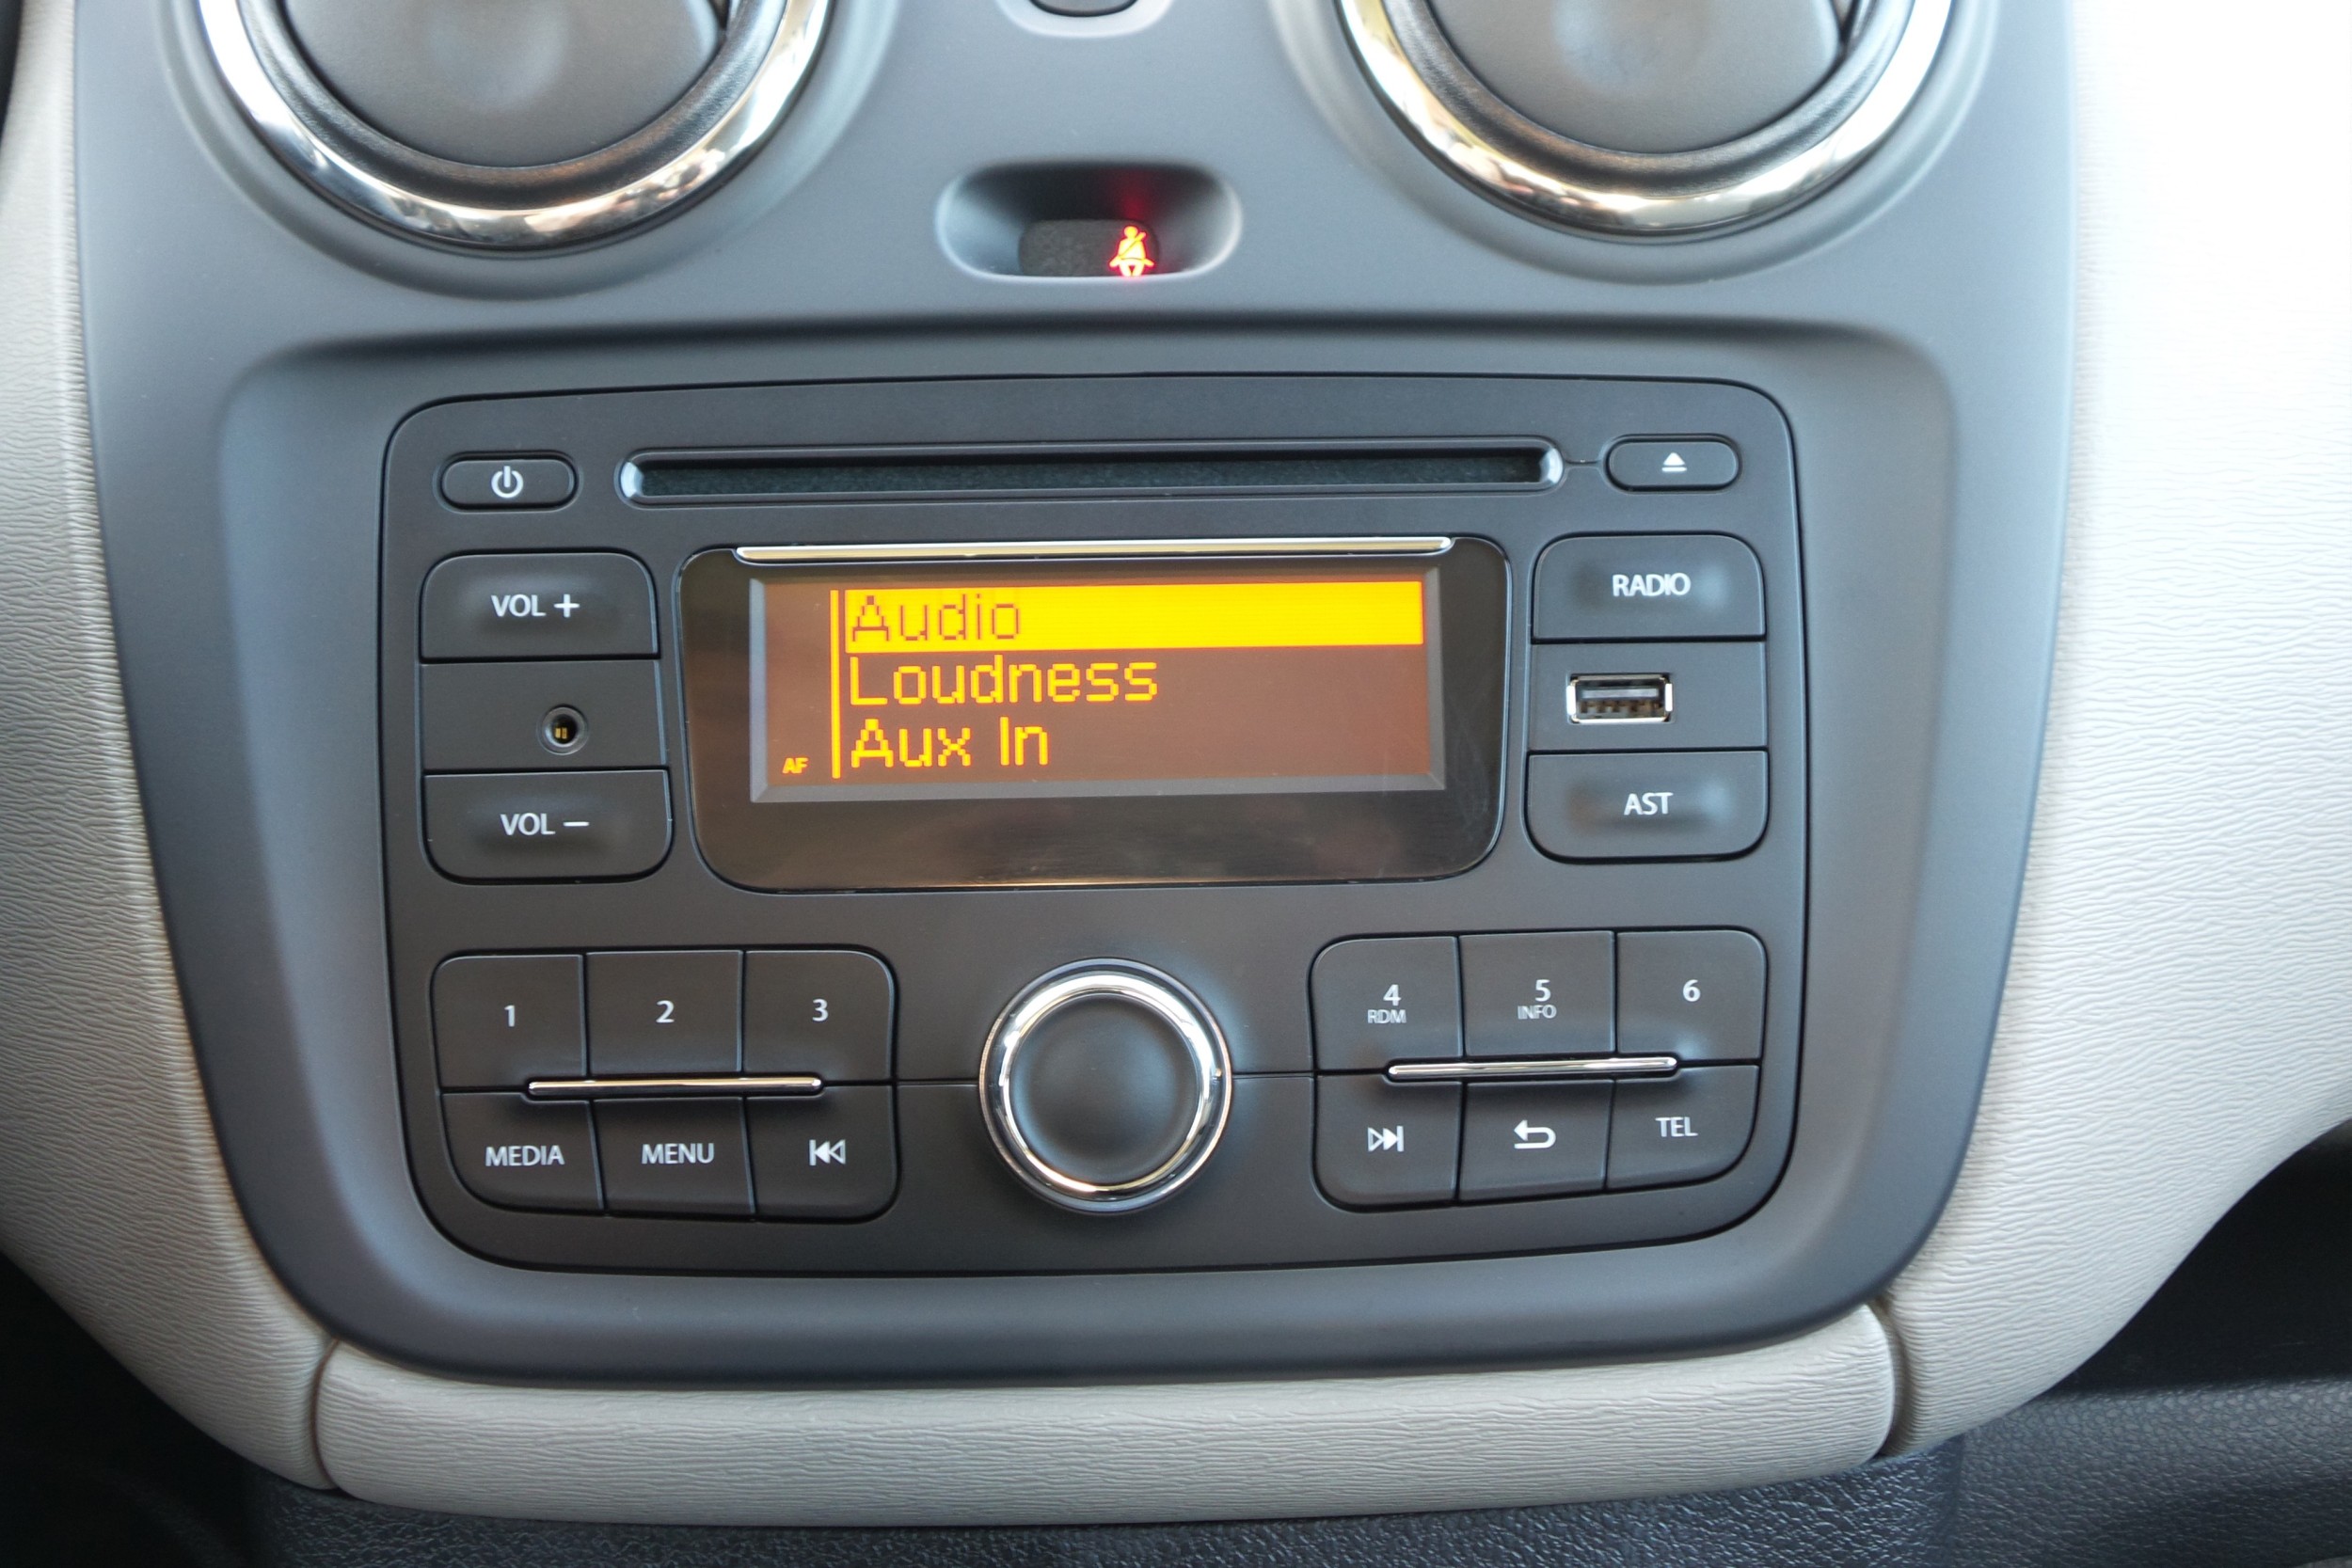 VOL +
VOL −
Audio
Loudness
Aux In
AF
RADIO
AST
1 2 3
4 5 6
RDM INFO
MEDIA MENU
TEL